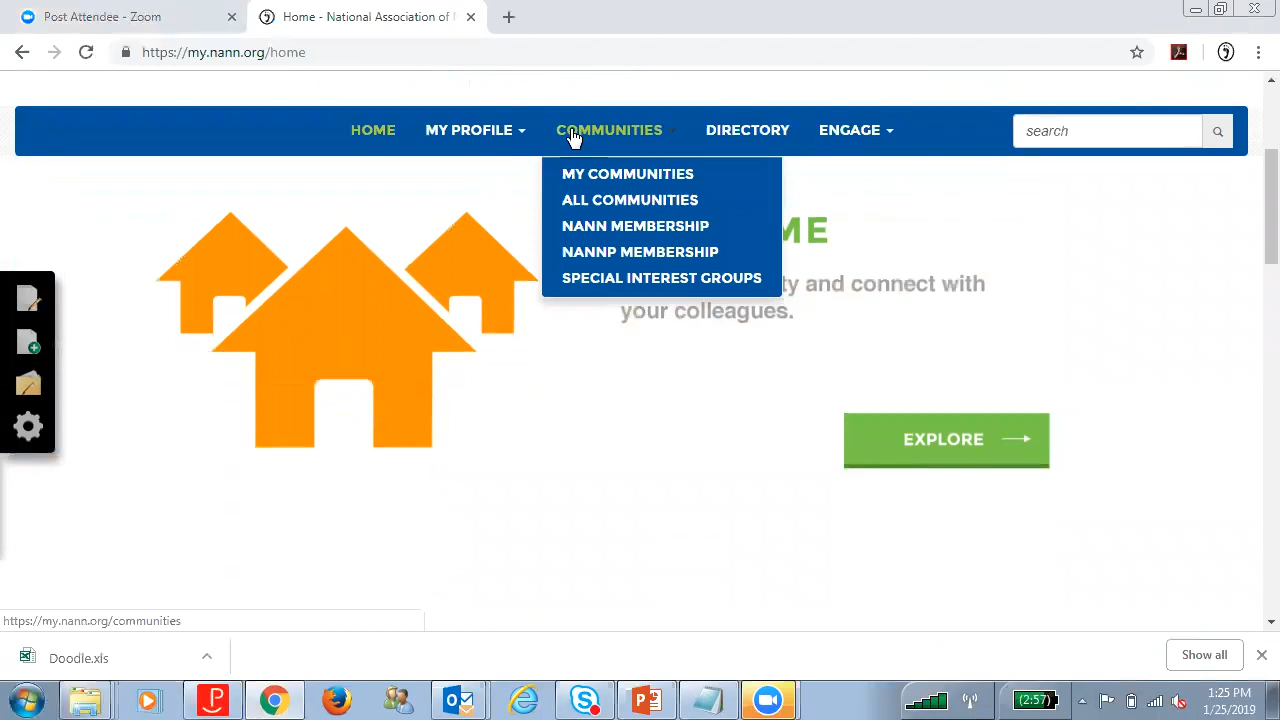 Post Attendee - Zoom
Home - National Association of
https://my.nann.org/home
HOME
MY PROFILE
COMMUNITIES
DIRECTORY
ENGAGE
search
MY COMMUNITIES
ALL COMMUNITIES
NANN MEMBERSHIP
NANNP MEMBERSHIP
SPECIAL INTEREST GROUPS
ME
y and connect with
your colleagues.
EXPLORE
https://my.nann.org/communities
Doodle.xls
Show all
(2:57)
1:25 PM
1/25/2019